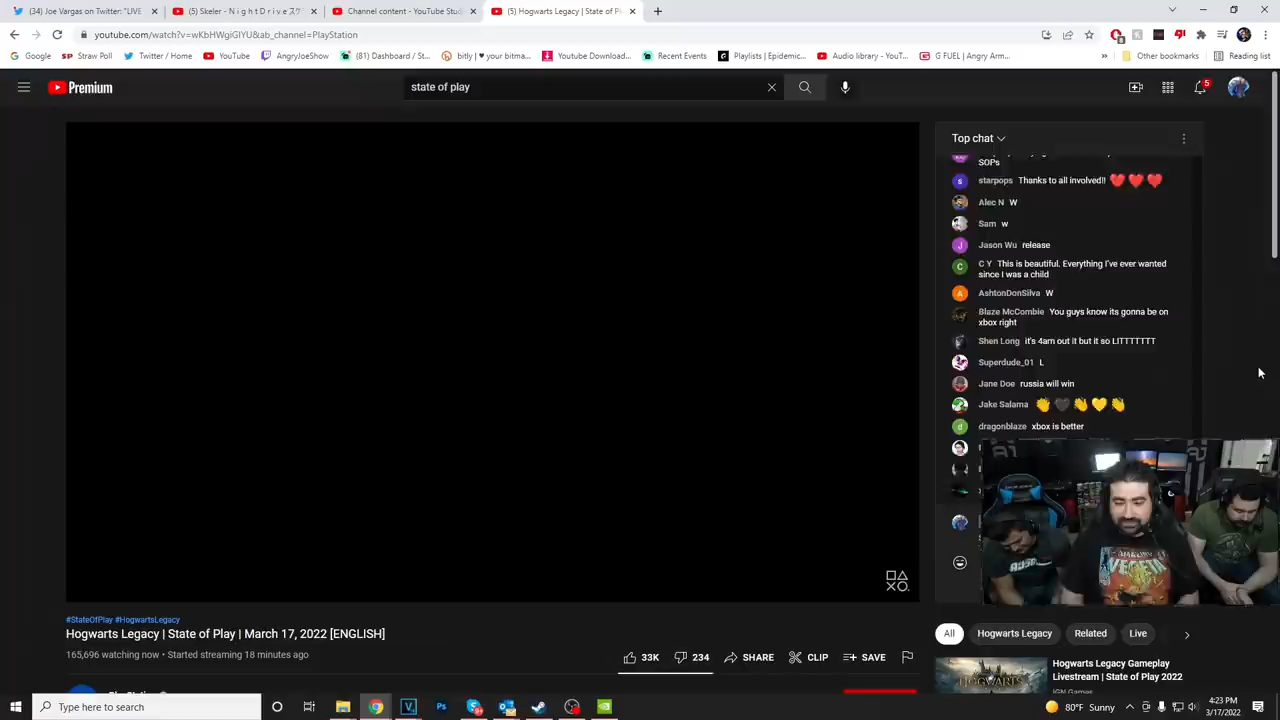 (34) Joe Vargas on Twitter: "LIVE
(5) Skeler - N i g h t D r i v e
Channel content - YouTube Stud
(5) Hogwarts Legacy | State of Pl
youtube.com/watch?v=wKbHWgiGlYU&ab_channel=PlayStation
Google
Straw Poll
Twitter / Home
YouTube
AngryJoeShow
(81) Dashboard / St...
bitly | ♥ your bitma...
Youtube Download...
Recent Events
Playlists | Epidemic...
Audio library - YouT...
G FUEL | Angry Arm...
»
Other bookmarks
Reading list
Premium
state of play
5
Top chat
SOPs
starpops Thanks to all involved!! ❤️❤️❤️
Alec N W
Sam w
Jason Wu release
C Y This is beautiful. Everything I've ever wanted
since I was a child
AshtonDonSilva W
Blaze McCombie You guys know its gonna be on
xbox right
Shen Long it's 4am out it but it so LITTTTTTT
Superdude_01 L
Jane Doe russia will win
Jake Salama 👏🖤👏💛👏
dragonblaze xbox is better
#StateOfPlay #HogwartsLegacy
Hogwarts Legacy | State of Play | March 17, 2022 [ENGLISH]
165,696 watching now • Started streaming 18 minutes ago
33K
234
SHARE
CLIP
SAVE
All
Hogwarts Legacy
Related
Live
HOGWARTS
Hogwarts Legacy Gameplay
Livestream | State of Play 2022
IGN Games
Type here to search
80°F Sunny
4:23 PM
3/17/2022